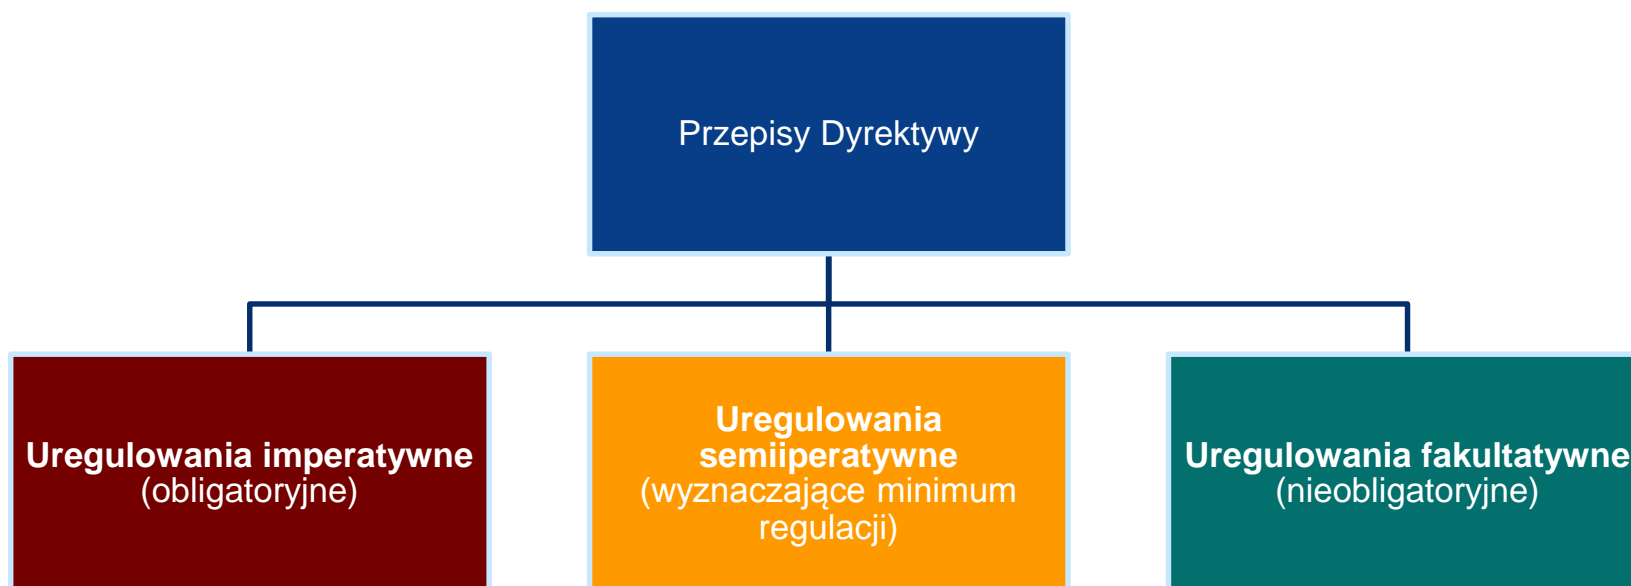 Przepisy Dyrektywy
Uregulowania imperatywne
(obligatoryjne)
Uregulowania
semiiperatywne
(wyznaczające minimum
regulacji)
Uregulowania fakultatywne
(nieobligatoryjne)